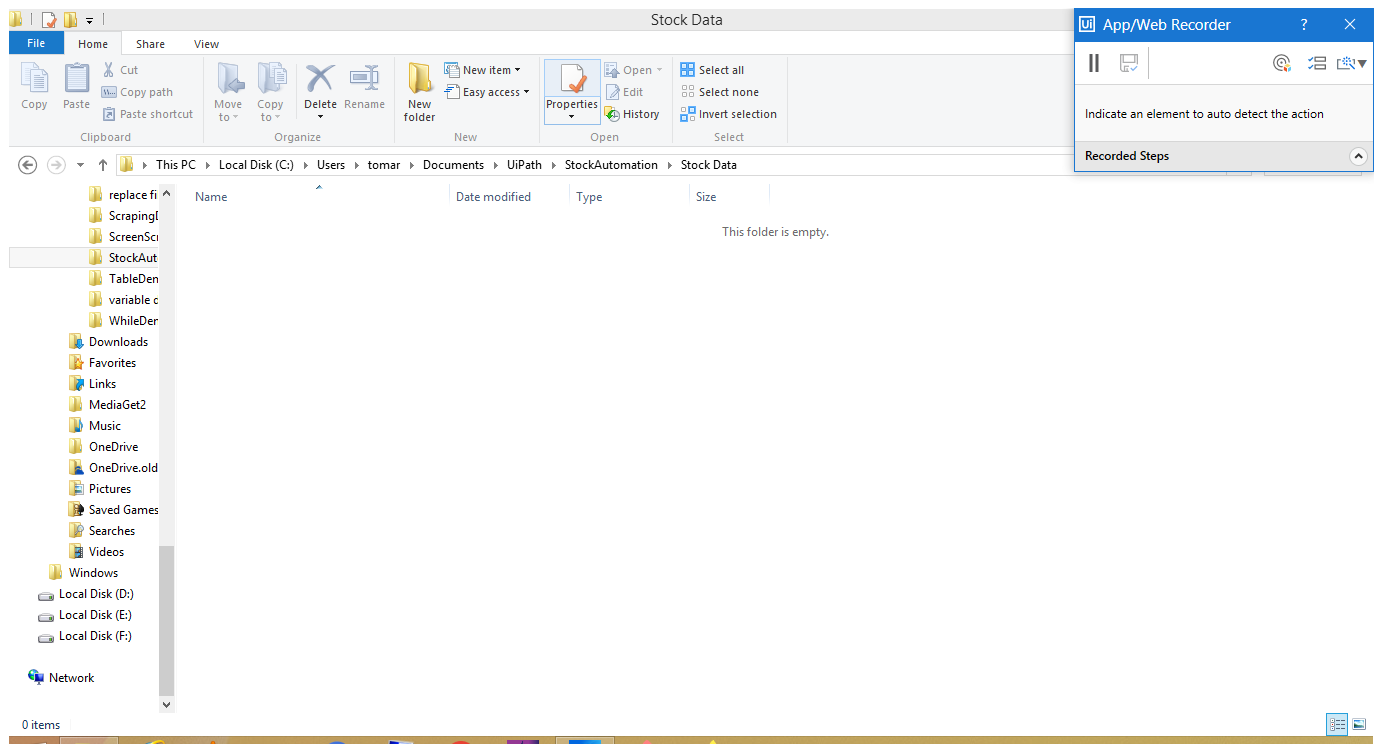 Stock Data
Ui App/Web Recorder ?
File Home Share View
Copy
Paste
Cut
Copy path
Paste shortcut
Clipboard
Move to
Copy to
Delete
Rename
Organize
New folder
New item
Easy access
New
Properties
Open
Edit
History
Open
Select all
Select none
Invert selection
Select
Indicate an element to auto detect the action
Recorded Steps
This PC Local Disk (C:) Users tomar Documents UiPath StockAutomation Stock Data
Name Date modified Type Size
This folder is empty.
replace fi
Scraping
ScreenScr
StockAut
TableDen
variable
WhileDer
Downloads
Favorites
Links
MediaGet2
Music
OneDrive
OneDrive.old
Pictures
Saved Games
Searches
Videos
Windows
Local Disk (D:)
Local Disk (E:)
Local Disk (F:)
Network
0 items